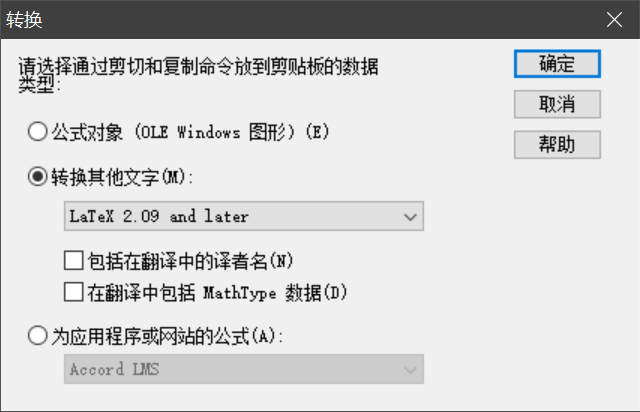 转换
请选择通过剪切和复制命令放到剪贴板的数据
类型:
确定
取消
帮助
公式对象 (OLE Windows 图形) (E)
转换其他文字(M):
LaTeX 2.09 and later
包括在翻译中的译者名(N)
在翻译中包括 MathType 数据(D)
为应用程序或网站的公式(A):
Accord LMS